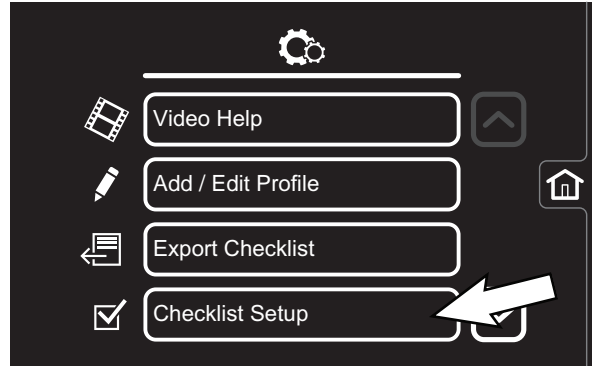 Video Help
Add / Edit Profile
Export Checklist
Checklist Setup